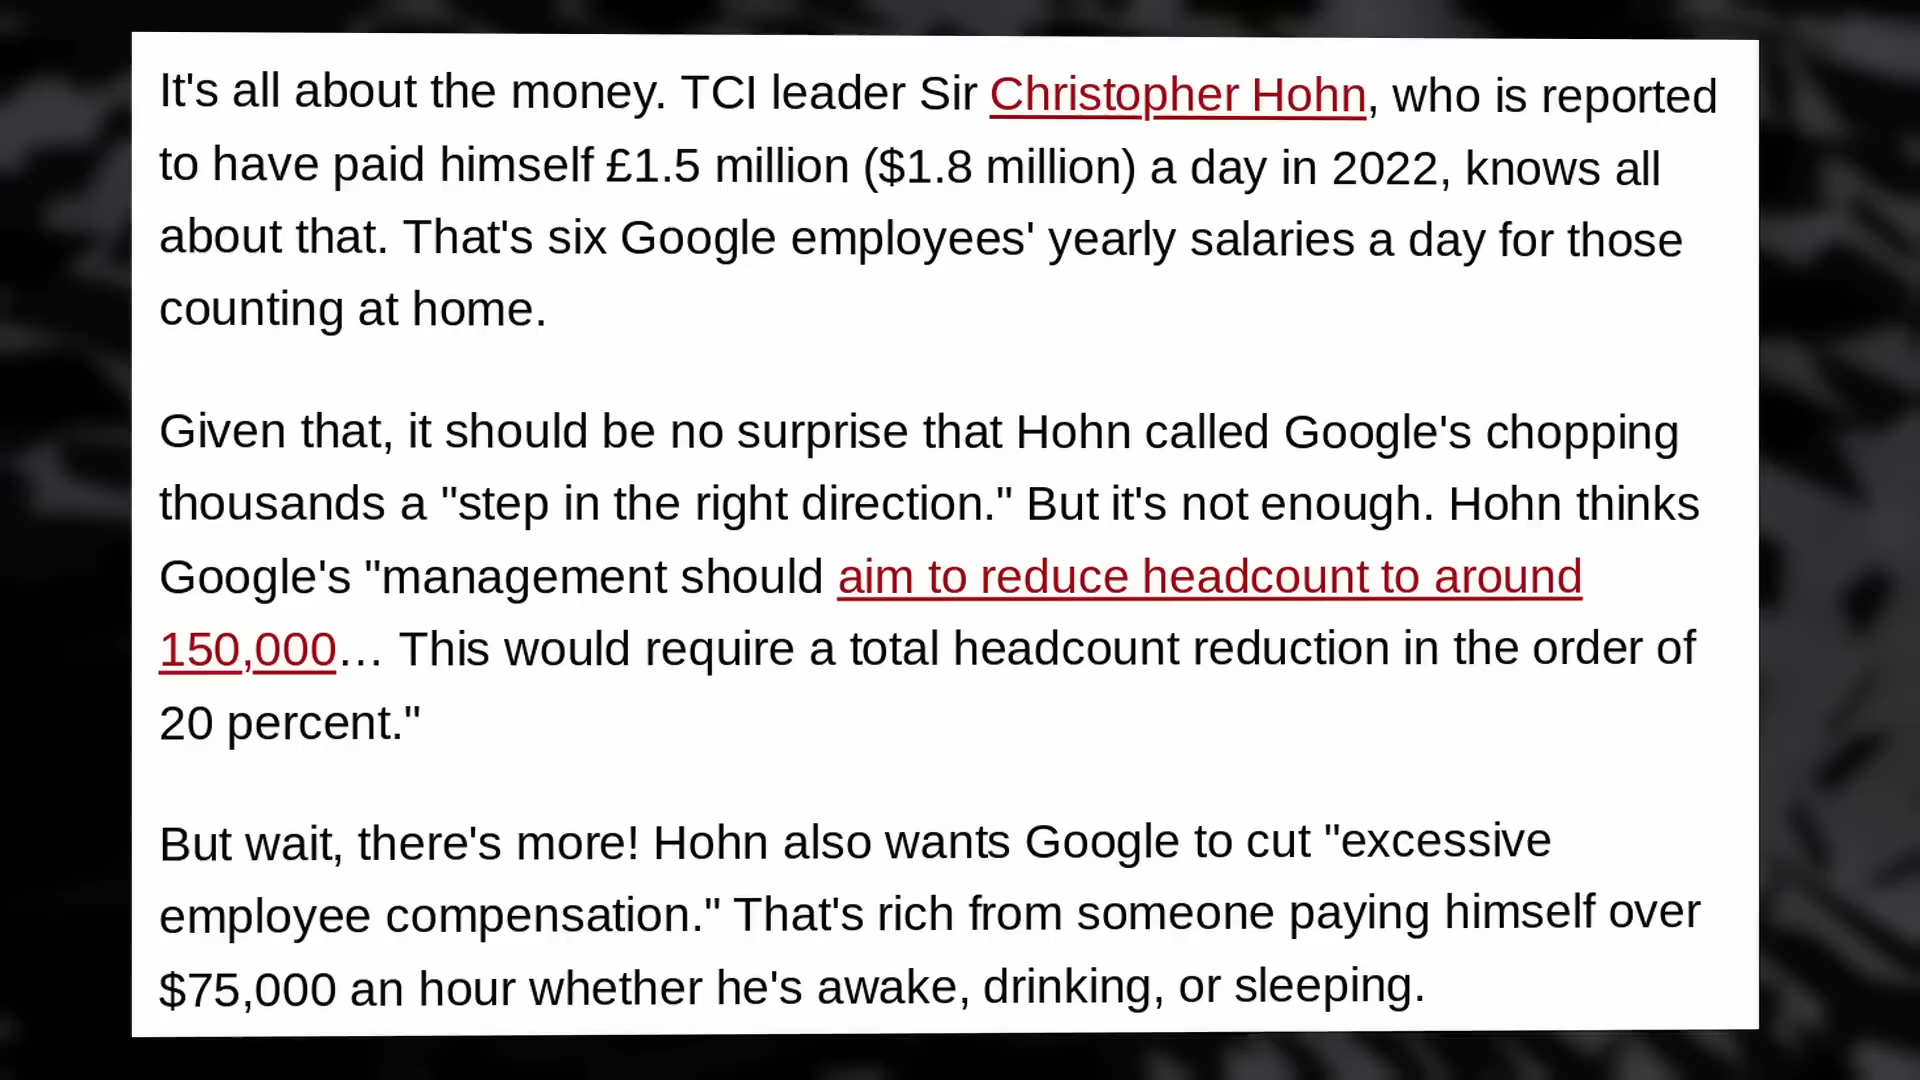 It's all about the money. TCI leader Sir Christopher Hohn, who is reported
to have paid himself £1.5 million ($1.8 million) a day in 2022, knows all
about that. That's six Google employees' yearly salaries a day for those
counting at home.
Given that, it should be no surprise that Hohn called Google's chopping
thousands a "step in the right direction." But it's not enough. Hohn thinks
Google's "management should aim to reduce headcount to around
150,000… This would require a total headcount reduction in the order of
20 percent."
But wait, there's more! Hohn also wants Google to cut "excessive
employee compensation." That's rich from someone paying himself over
$75,000 an hour whether he's awake, drinking, or sleeping.